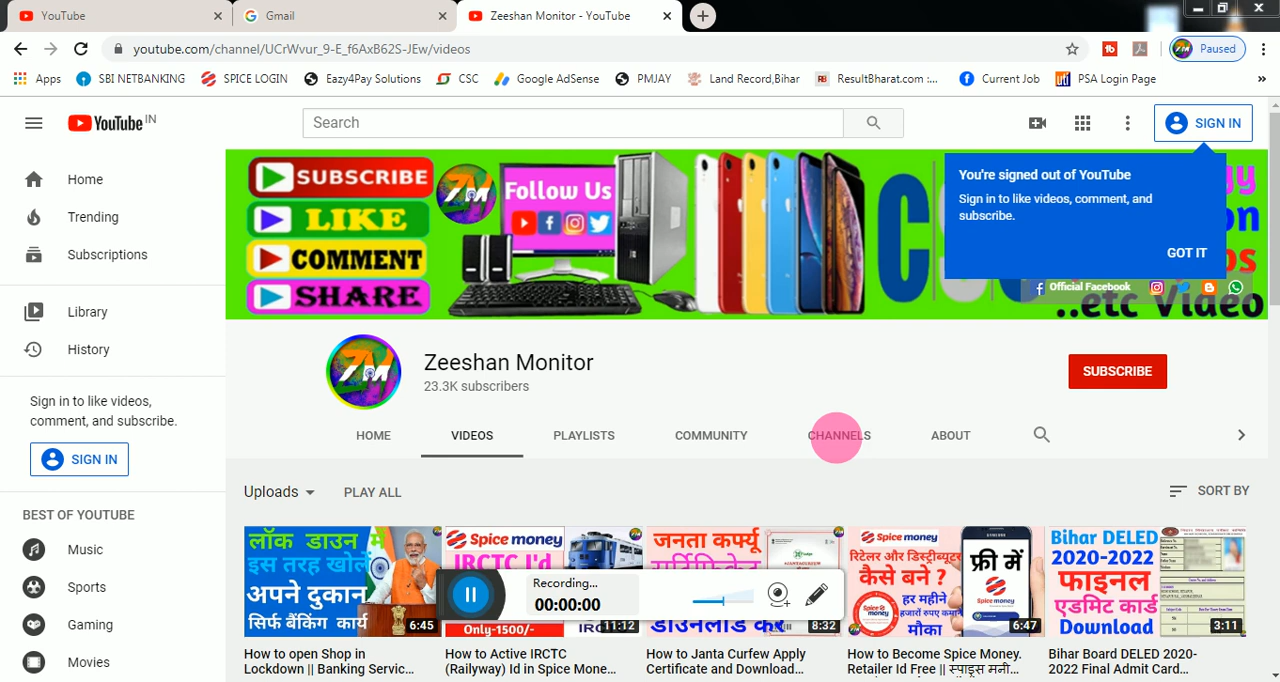 YouTube
Gmail
Zeeshan Monitor - YouTube
youtube.com/channel/UCrWvur_9-E_f6AxB62S-JEw/videos
Paused
Apps
SBI NETBANKING
SPICE LOGIN
Eazy4Pay Solutions
CSC
Google AdSense
PMJAY
Land Record,Bihar
ResultBharat.com :...
Current Job
PSA Login Page
YouTube IN
Search
SIGN IN
Home
Trending
Subscriptions
Library
History
Sign in to like videos,
comment, and subscribe.
SIGN IN
BEST OF YOUTUBE
Music
Sports
Gaming
Movies
SUBSCRIBE
LIKE
COMMENT
SHARE
ZM
Follow Us
You're signed out of YouTube
Sign in to like videos, comment, and
subscribe.
GOT IT
Official Facebook
..etc Video
ZM
Zeeshan Monitor
23.3K subscribers
SUBSCRIBE
HOME
VIDEOS
PLAYLISTS
COMMUNITY
CHANNELS
ABOUT
Uploads
PLAY ALL
SORT BY
लॉक डाउन में
इस तरह खोलें
अपने दुकान
सिर्फ बैंकिंग कार्य
6:45
Spice money
IRCTC I'd
Only-1500/-
11:12
जनता कर्फ्यू
डाउनलोड करें
8:32
Spice money
रिटेलर और डिस्ट्रीब्यूटर
कैसे बने ?
हर महीने
हजारों रुपए कमाने
मौका
फ्री में
Spice money
6:47
Bihar DELED
2020-2022
फाइनल
एडमिट कार्ड
Download
3:11
Recording...
00:00:00
How to open Shop in
Lockdown || Banking Servic...
How to Active IRCTC
(Railway) Id in Spice Mone...
How to Janta Curfew Apply
Certificate and Download...
How to Become Spice Money.
Retailer Id Free || स्पाइस मनी...
Bihar Board DELED 2020-
2022 Final Admit Card...